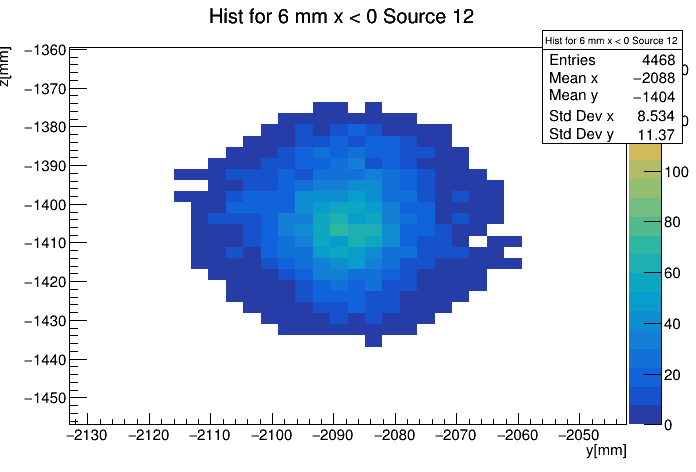 Hist for 6 mm x < 0 Source 12
Hist for 6 mm x < 0 Source 12
Entries 4468
Mean x −2088
Mean y −1404
Std Dev x 8.534
Std Dev y 11.37
z[mm]
−1360
−1370
−1380
−1390
−1400
−1410
−1420
−1430
−1440
−1450
0
0
100
80
60
40
20
0
−2130 −2120 −2110 −2100 −2090 −2080 −2070 −2060 −2050
y[mm]